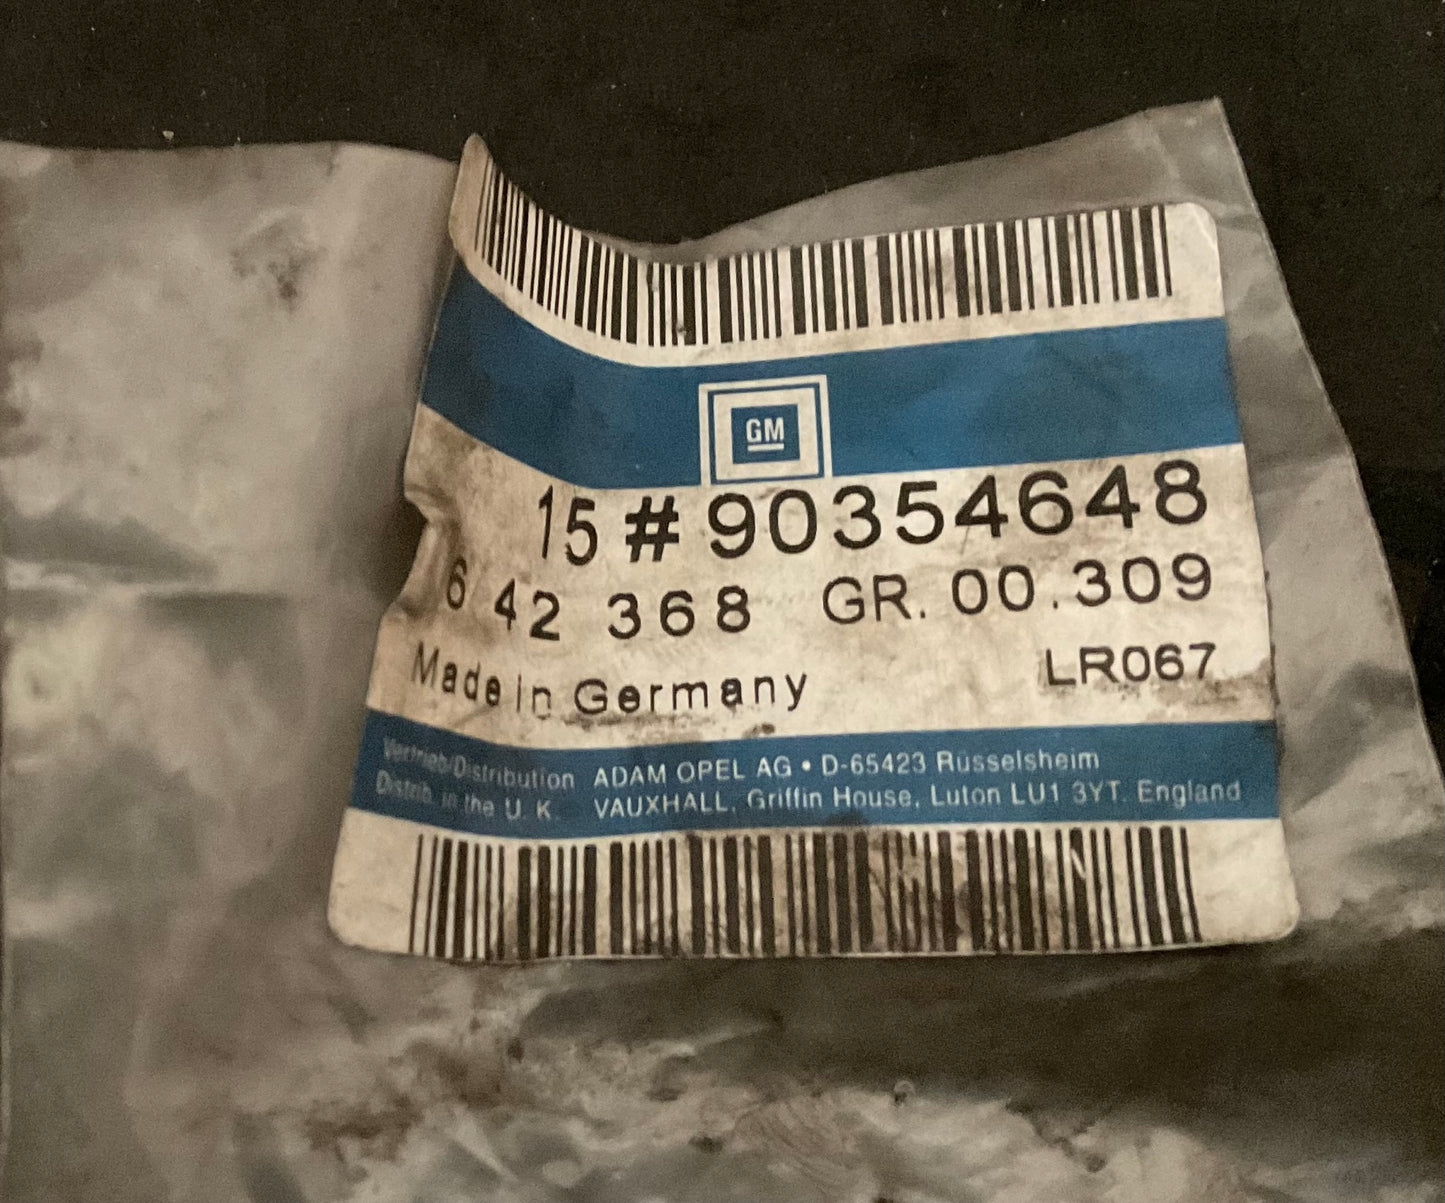 GM
15 # 90354648
6 42 368 GR. 00.309
Made in Germany LR067
Vertrieb/Distribution ADAM OPEL AG • D-65423 Rüsselsheim
Distrib. in the U. K. VAUXHALL, Griffin House, Luton LU1 3YT. England